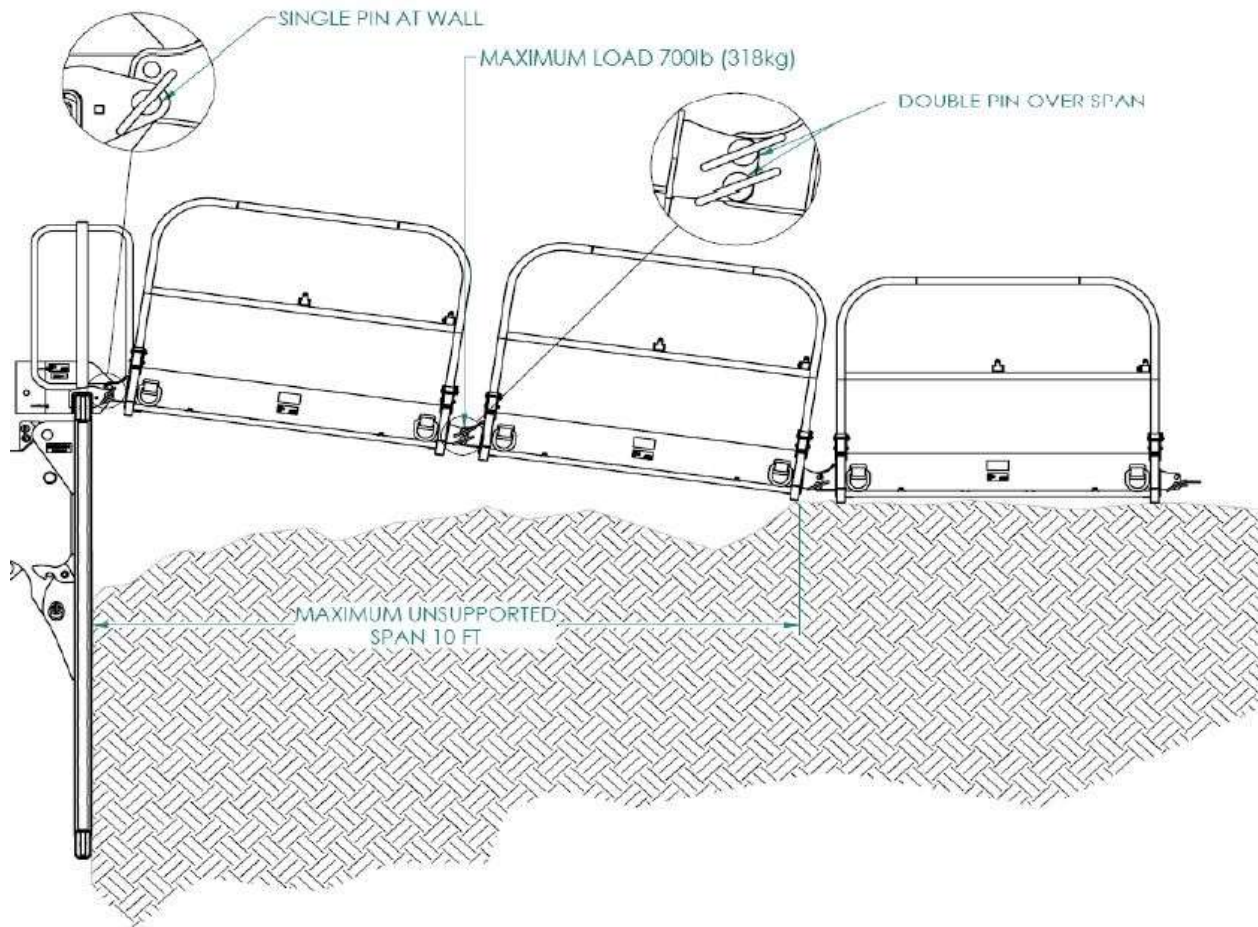 SINGLE PIN AT WALL
MAXIMUM LOAD 700lb (318kg)
DOUBLE PIN OVER SPAN
MAXIMUM UNSUPPORTED
SPAN 10 FT